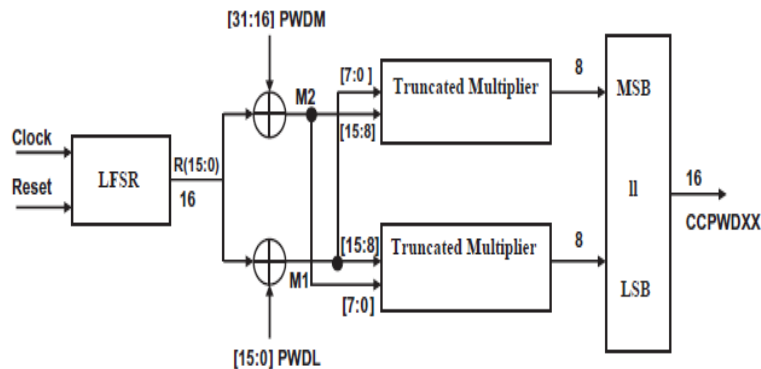 [31:16] PWDM
[7:0 ]
Truncated Multiplier
8
M2
[15:8]
MSB
Clock
LFSR
R(15:0)
16
Reset
ll
16
CCPWDXX
[15:8]
Truncated Multiplier
8
M1
[7:0]
LSB
[15:0] PWDL